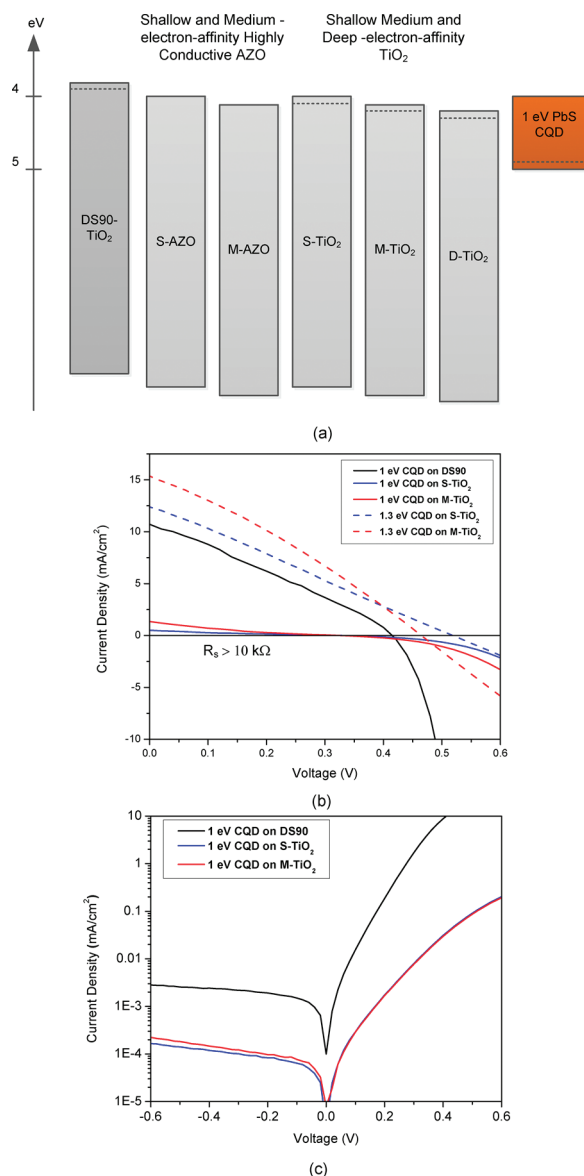 eV
Shallow and Medium -
electron-affinity Highly
Conductive AZO
Shallow Medium and
Deep -electron-affinity
TiO2
4
5
DS90-
TiO2
S-AZO
M-AZO
S-TiO2
M-TiO2
D-TiO2
1 eV PbS
CQD
(a)
Current Density (mA/cm2)
15
10
5
0
-5
-10
1 eV CQD on DS90
1 eV CQD on S-TiO2
1 eV CQD on M-TiO2
1.3 eV CQD on S-TiO2
1.3 eV CQD on M-TiO2
Rs > 10 kΩ
0.0 0.1 0.2 0.3 0.4 0.5 0.6
Voltage (V)
(b)
Current Density (mA/cm2)
10
1
0.1
0.01
1E-3
1E-4
1E-5
1 eV CQD on DS90
1 eV CQD on S-TiO2
1 eV CQD on M-TiO2
-0.6 -0.4 -0.2 0.0 0.2 0.4 0.6
Voltage (V)
(c)